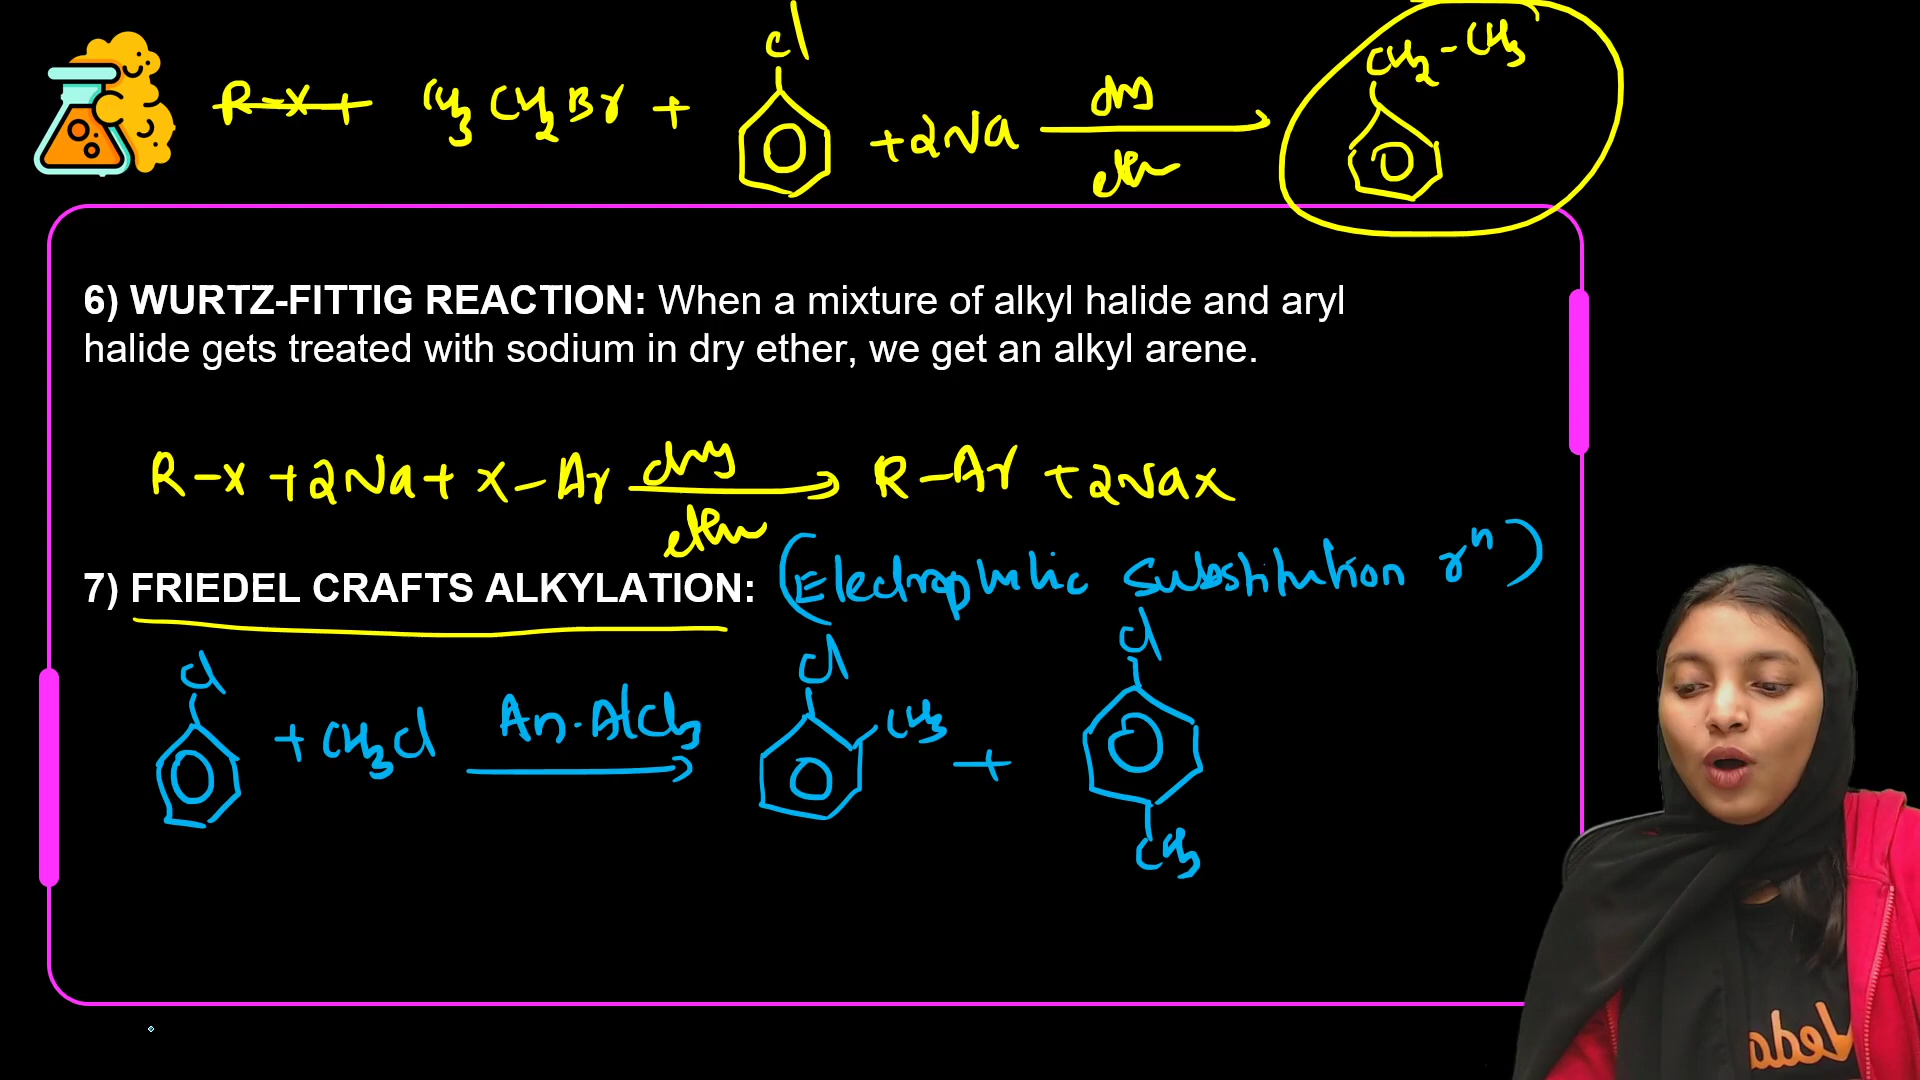 R-X+ CH3CH2Br + Cl +2Na dry ether CH2-CH3
6) WURTZ-FITTIG REACTION: When a mixture of alkyl halide and aryl
halide gets treated with sodium in dry ether, we get an alkyl arene.
R-X +2Na+ X-Ar dry ether R-Ar +2NaX
7) FRIEDEL CRAFTS ALKYLATION: (Electrophilic substitution rⁿ)
Cl +CH3Cl An.AlCl3 Cl CH3 + Cl CH3
Veda